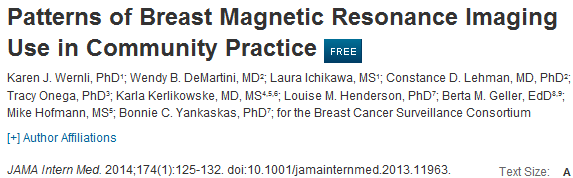 Patterns of Breast Magnetic Resonance Imaging
Use in Community Practice FREE
Karen J. Wernli, PhD¹; Wendy B. DeMartini, MD²; Laura Ichikawa, MS¹; Constance D. Lehman, MD, PhD²;
Tracy Onega, PhD³; Karla Kerlikowske, MD, MS⁴,⁵,⁶; Louise M. Henderson, PhD⁷; Berta M. Geller, EdD⁸,⁹;
Mike Hofmann, MS⁵; Bonnie C. Yankaskas, PhD⁷; for the Breast Cancer Surveillance Consortium
[+] Author Affiliations
JAMA Intern Med. 2014;174(1):125-132. doi:10.1001/jamainternmed.2013.11963. Text Size: A